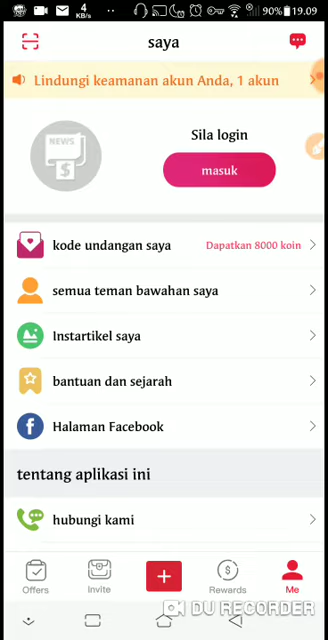 4
KB/s
90% 19.09
saya
Lindungi keamanan akun Anda, 1 akun
NEWS
$
Sila login
masuk
kode undangan saya Dapatkan 8000 koin
semua teman bawahan saya
Instartikel saya
bantuan dan sejarah
f Halaman Facebook
tentang aplikasi ini
hubungi kami
Offers Invite Rewards Me
DU RECORDER